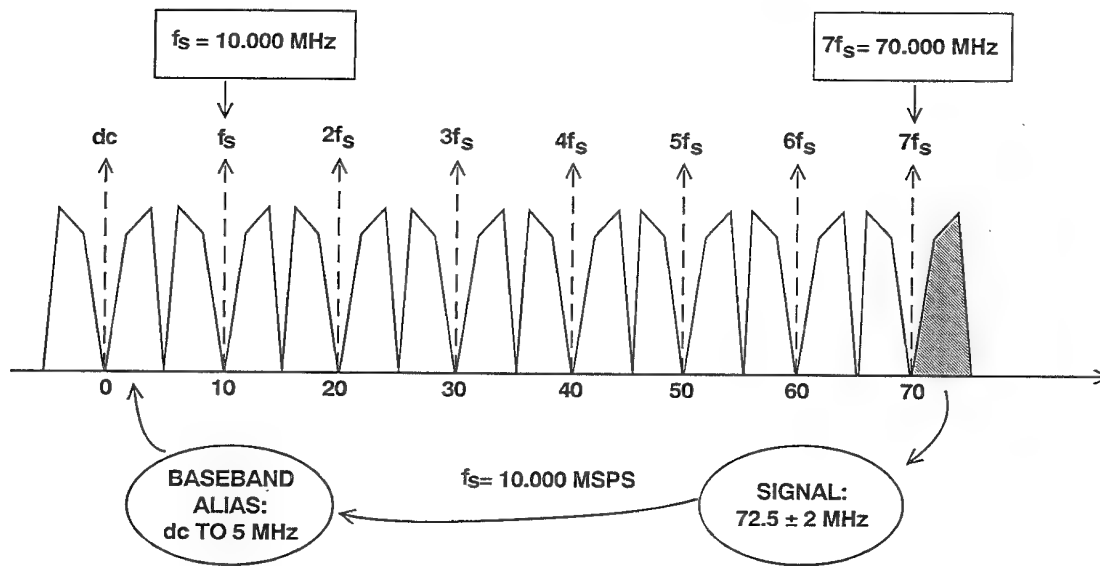 fs = 10.000 MHz
7fs = 70.000 MHz
dc fs 2fs 3fs 4fs 5fs 6fs 7fs
0 10 20 30 40 50 60 70
BASEBAND
ALIAS:
dc TO 5 MHz
fs = 10.000 MSPS
SIGNAL:
72.5 ± 2 MHz